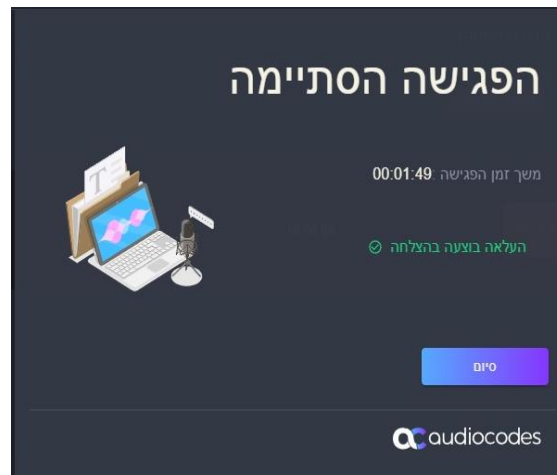 הפגישה הסתיימה
משך זמן הפגישה: 00:01:49
העלאה בוצעה בהצלחה
סיום
audiocodes